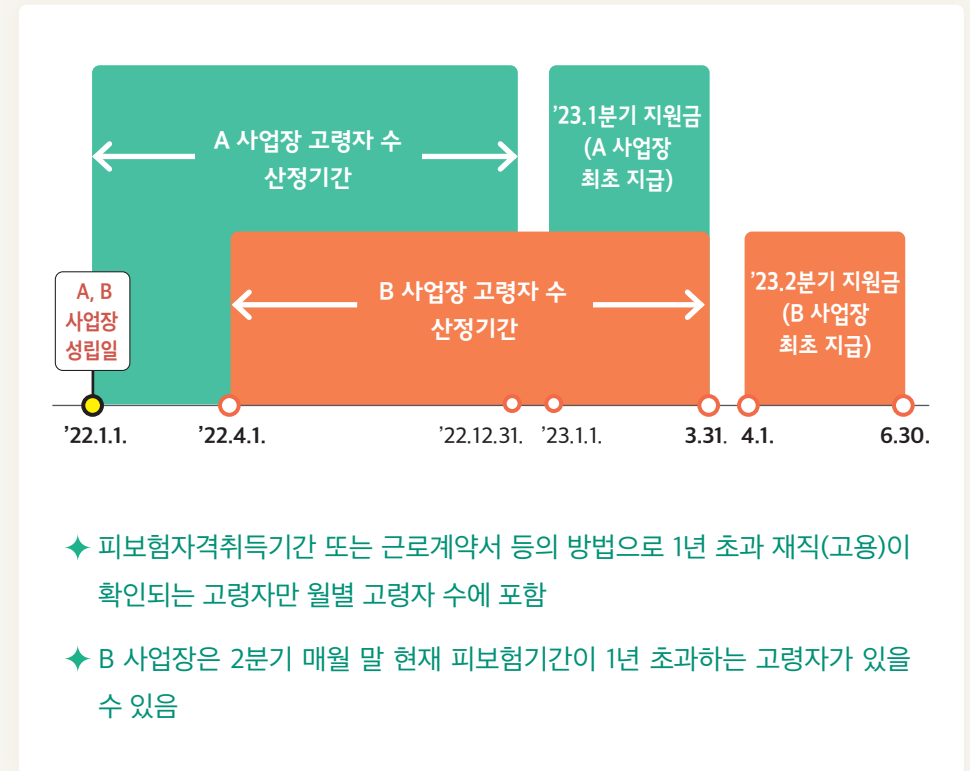 A 사업장 고령자 수
산정기간
’23.1분기 지원금
(A 사업장
최초 지급)
B 사업장 고령자 수
산정기간
’23.2분기 지원금
(B 사업장
최초 지급)
A, B
사업장
성립일
’22.1.1. ’22.4.1. ’22.12.31. ’23.1.1. 3.31. 4.1. 6.30.
✦ 피보험자격취득기간 또는 근로계약서 등의 방법으로 1년 초과 재직(고용)이
확인되는 고령자만 월별 고령자 수에 포함
✦ B 사업장은 2분기 매월 말 현재 피보험기간이 1년 초과하는 고령자가 있을
수 있음